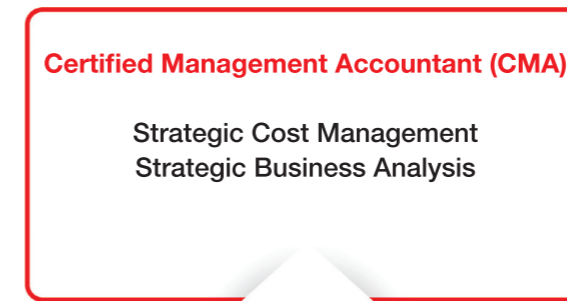 Certified Management Accountant (CMA)
Strategic Cost Management
Strategic Business Analysis